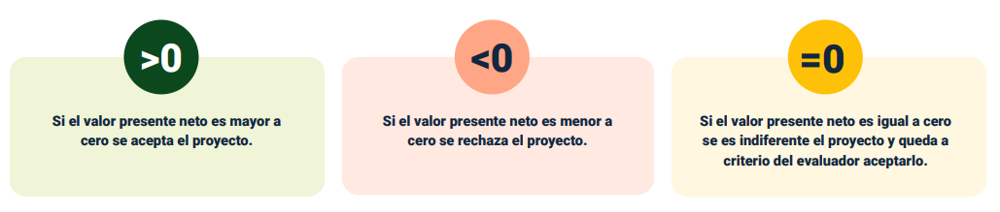 >0
Si el valor presente neto es mayor a
cero se acepta el proyecto.
<0
Si el valor presente neto es menor a
cero se rechaza el proyecto.
=0
Si el valor presente neto es igual a cero
se es indiferente el proyecto y queda a
criterio del evaluador aceptarlo.